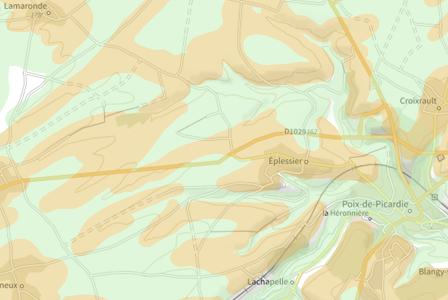 Lamaronde
Croixrault
D1029
Éplessier
Poix-de-Picardie
la Héronnière
Lachapelle
Blangy-
neux